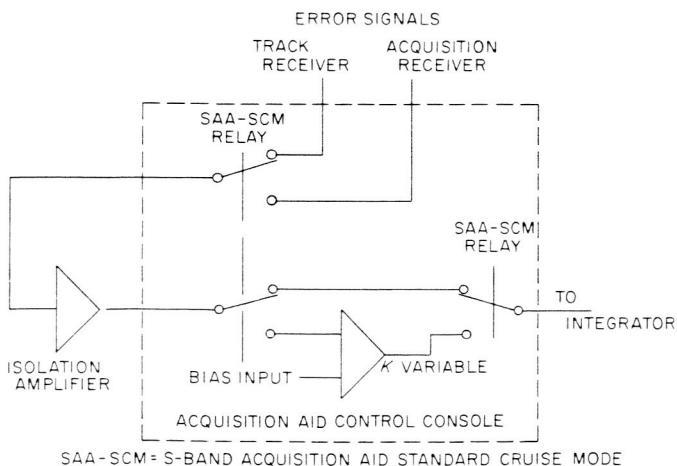 ERROR SIGNALS
TRACK RECEIVER
ACQUISITION RECEIVER
SAA-SCM RELAY
SAA-SCM RELAY
TO INTEGRATOR
ISOLATION AMPLIFIER
BIAS INPUT
K VARIABLE
ACQUISITION AID CONTROL CONSOLE
SAA-SCM = S-BAND ACQUISITION AID STANDARD CRUISE MODE